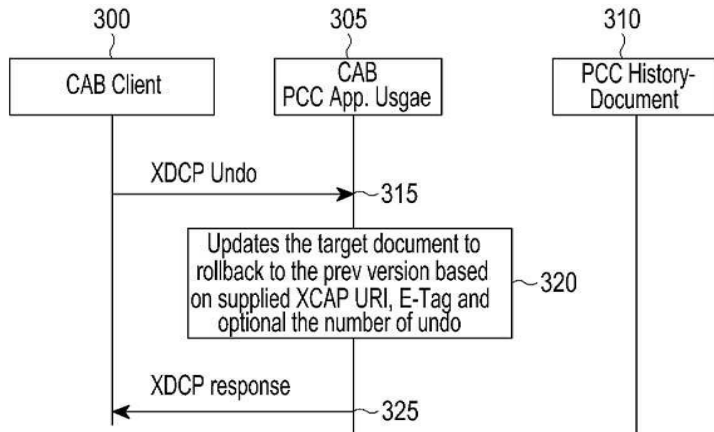 300
305
310
CAB Client
CAB
PCC App. Usgae
PCC History-
Document
XDCP Undo
315
Updates the target document to
rollback to the prev version based
on supplied XCAP URI, E-Tag and
optional the number of undo
320
XDCP response
325